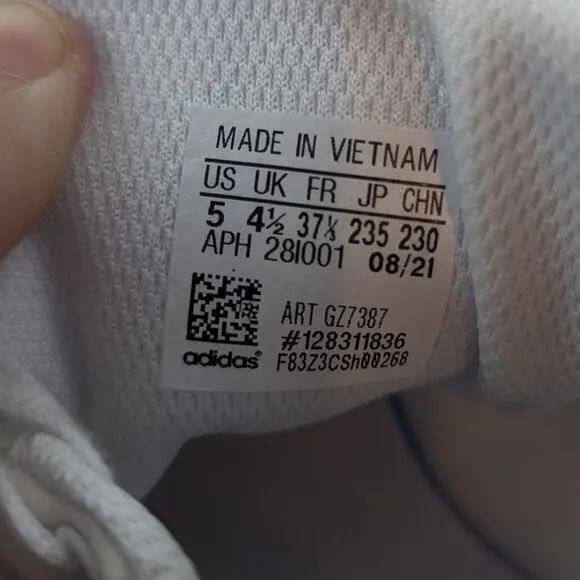 MADE IN VIETNAM
US UK FR JP CHN
5 4½ 37⅓ 235 230
APH 28I001 08/21
ART GZ7387
#128311836
adidas® F83Z3CSh00268